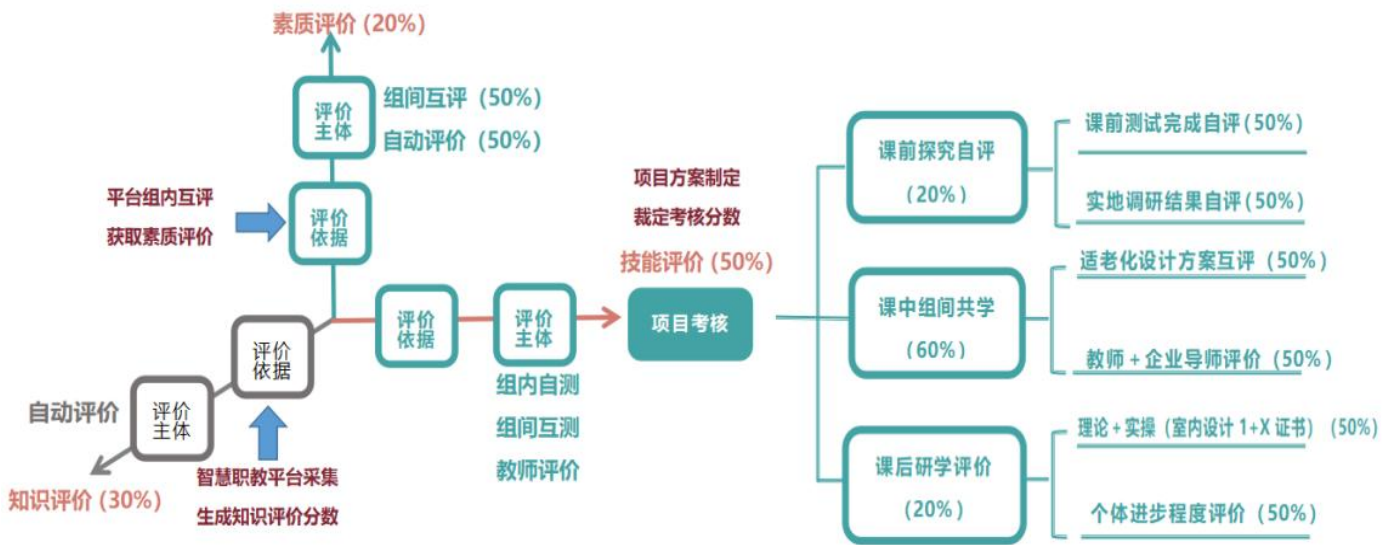 素质评价 (20%)
评价
主体
组间互评 (50%)
自动评价 (50%)
平台组内互评
获取素质评价
评价
依据
评价
依据
评价
主体
自动评价
知识评价 (30%)
智慧职教平台采集
生成知识评价分数
评价
依据
评价
主体
组内自测
组间互测
教师评价
项目方案制定
裁定考核分数
技能评价 (50%)
项目考核
课前探究自评
(20%)
课前测试完成自评 (50%)
实地调研结果自评 (50%)
课中组间共学
(60%)
适老化设计方案互评 (50%)
教师+企业导师评价 (50%)
课后研学评价
(20%)
理论+实操 (室内设计 1+X 证书) (50%)
个体进步程度评价 (50%)